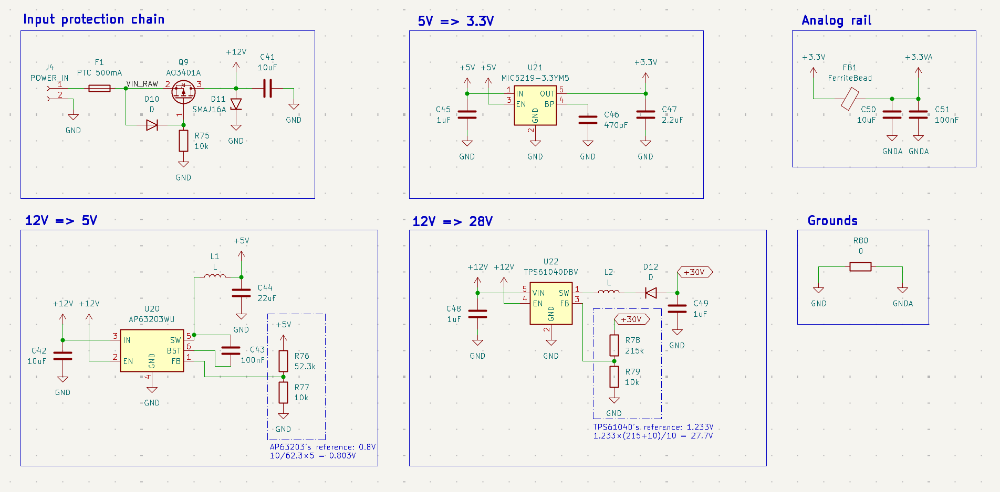 Input protection chain
J4
POWER_IN
1
2
GND
F1
PTC 500mA
VIN_RAW
D10
D
Q9
AO3401A
2
3
1
R75
10k
GND
+12V
D11
SMAJ16A
GND
C41
10uF
GND
5V => 3.3V
+5V
+5V
C45
1uF
GND
U21
MIC5219-3.3YM5
1
IN
3
EN
OUT
5
BP
4
GND
2
GND
C46
470pF
GND
+3.3V
C47
2.2uF
GND
Analog rail
+3.3V
FB1
FerriteBead
+3.3VA
C50
10uF
C51
100nF
GNDA
GNDA
12V => 5V
+12V
+12V
C42
10uF
GND
U20
AP63203WU
3
IN
2
EN
SW
5
BST
6
FB
1
GND
4
GND
L1
L
+5V
C44
22uF
GND
C43
100nF
+5V
R76
52.3k
R77
10k
GND
AP63203's reference: 0.8V
10/62.3×5 = 0.803V
12V => 28V
+12V
+12V
C48
1uF
GND
U22
TPS61040DBV
5
VIN
4
EN
SW
1
FB
3
GND
2
GND
L2
L
D12
D
+30V
C49
1uF
GND
+30V
R78
215k
R79
10k
GND
TPS61040's reference: 1.233V
1.233×(215+10)/10 = 27.7V
Grounds
R80
0
GND
GNDA